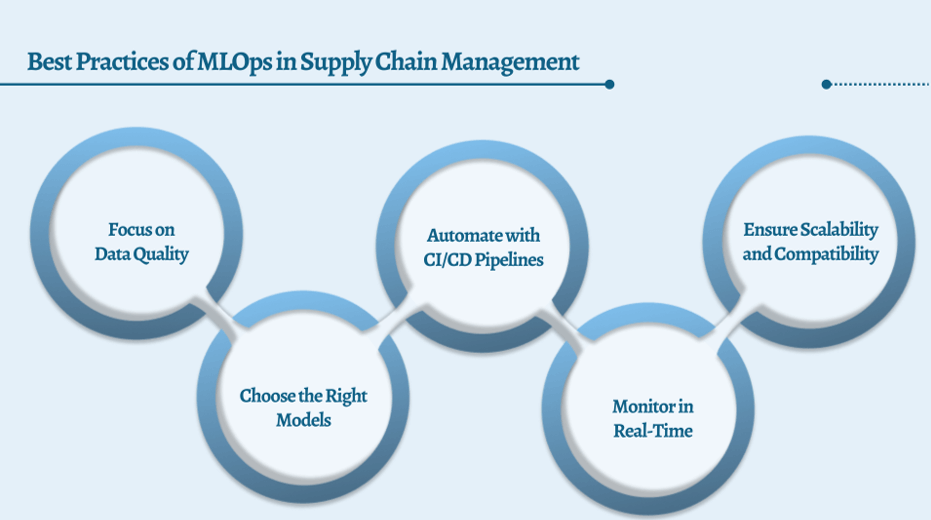 Best Practices of MLOps in Supply Chain Management
Focus on
Data Quality
Choose the Right
Models
Automate with
CI/CD Pipelines
Monitor in
Real-Time
Ensure Scalability
and Compatibility